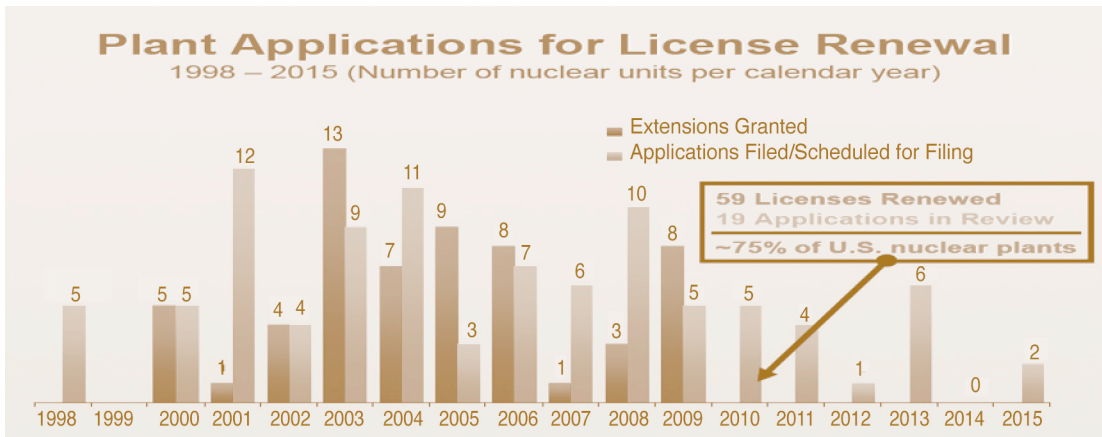 Plant Applications for License Renewal
1998 – 2015 (Number of nuclear units per calendar year)
Extensions Granted
Applications Filed/Scheduled for Filing
59 Licenses Renewed
19 Applications in Review
~75% of U.S. nuclear plants
5
5 5
1 12
4 4
13 9
7 11
9 3
8 7
1 6
3 10
8 5
5
4
1
6
0
2
1998 1999 2000 2001 2002 2003 2004 2005 2006 2007 2008 2009 2010 2011 2012 2013 2014 2015